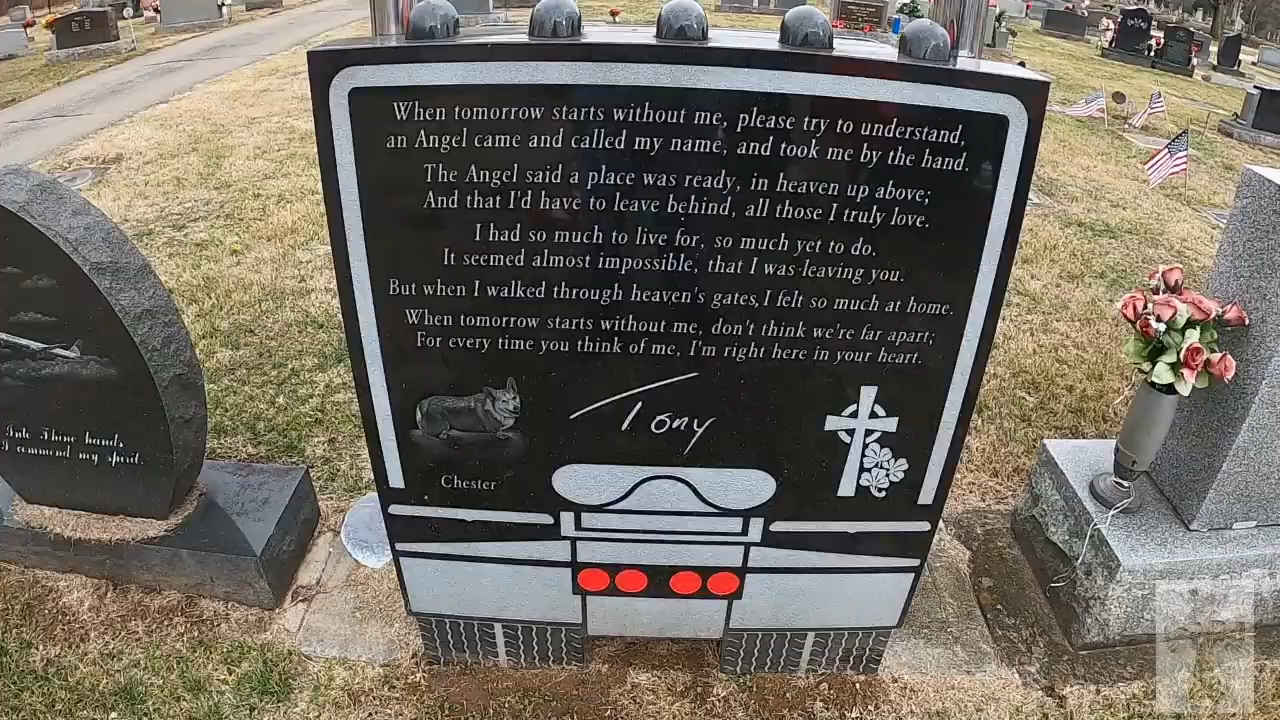 When tomorrow starts without me, please try to understand,
an Angel came and called my name, and took me by the hand.
The Angel said a place was ready, in heaven up above;
And that I'd have to leave behind, all those I truly love.
I had so much to live for, so much yet to do.
It seemed almost impossible, that I was leaving you.
But when I walked through heaven's gates, I felt so much at home.
When tomorrow starts without me, don't think we're far apart;
For every time you think of me, I'm right here in your heart.
Tony
Chester
Into Thine hands
I commend my spirit.